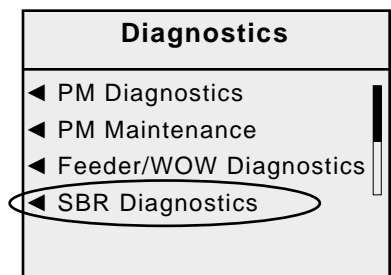 Diagnostics
◄ PM Diagnostics
◄ PM Maintenance
◄ Feeder/WOW Diagnostics
◄ SBR Diagnostics